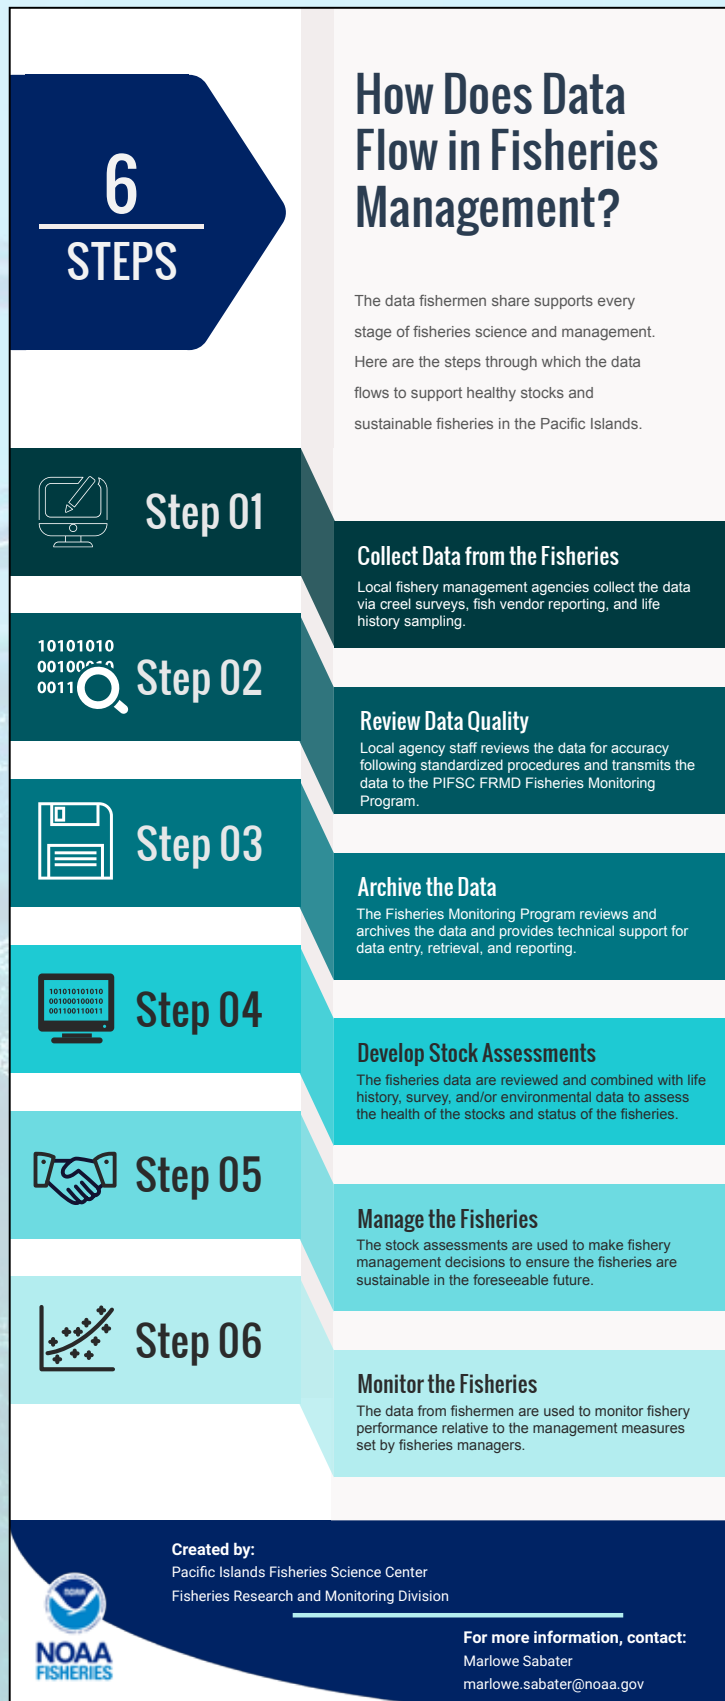 6
STEPS
How Does Data
Flow in Fisheries
Management?
The data fishermen share supports every
stage of fisheries science and management.
Here are the steps through which the data
flows to support healthy stocks and
sustainable fisheries in the Pacific Islands.
Step 01
Collect Data from the Fisheries
Local fishery management agencies collect the data
via creel surveys, fish vendor reporting, and life
history sampling.
10101010
00100010
0011
Step 02
Review Data Quality
Local agency staff reviews the data for accuracy
following standardized procedures and transmits the
data to the PIFSC FRMD Fisheries Monitoring
Program.
Step 03
Archive the Data
The Fisheries Monitoring Program reviews and
archives the data and provides technical support for
data entry, retrieval, and reporting.
101010101010
001000100010
001100110011
Step 04
Develop Stock Assessments
The fisheries data are reviewed and combined with life
history, survey, and/or environmental data to assess
the health of the stocks and status of the fisheries.
Step 05
Manage the Fisheries
The stock assessments are used to make fishery
management decisions to ensure the fisheries are
sustainable in the foreseeable future.
Step 06
Monitor the Fisheries
The data from fishermen are used to monitor fishery
performance relative to the management measures
set by fisheries managers.
Created by:
Pacific Islands Fisheries Science Center
Fisheries Research and Monitoring Division
NOAA
NOAA
FISHERIES
For more information, contact:
Marlowe Sabater
marlowe.sabater@noaa.gov